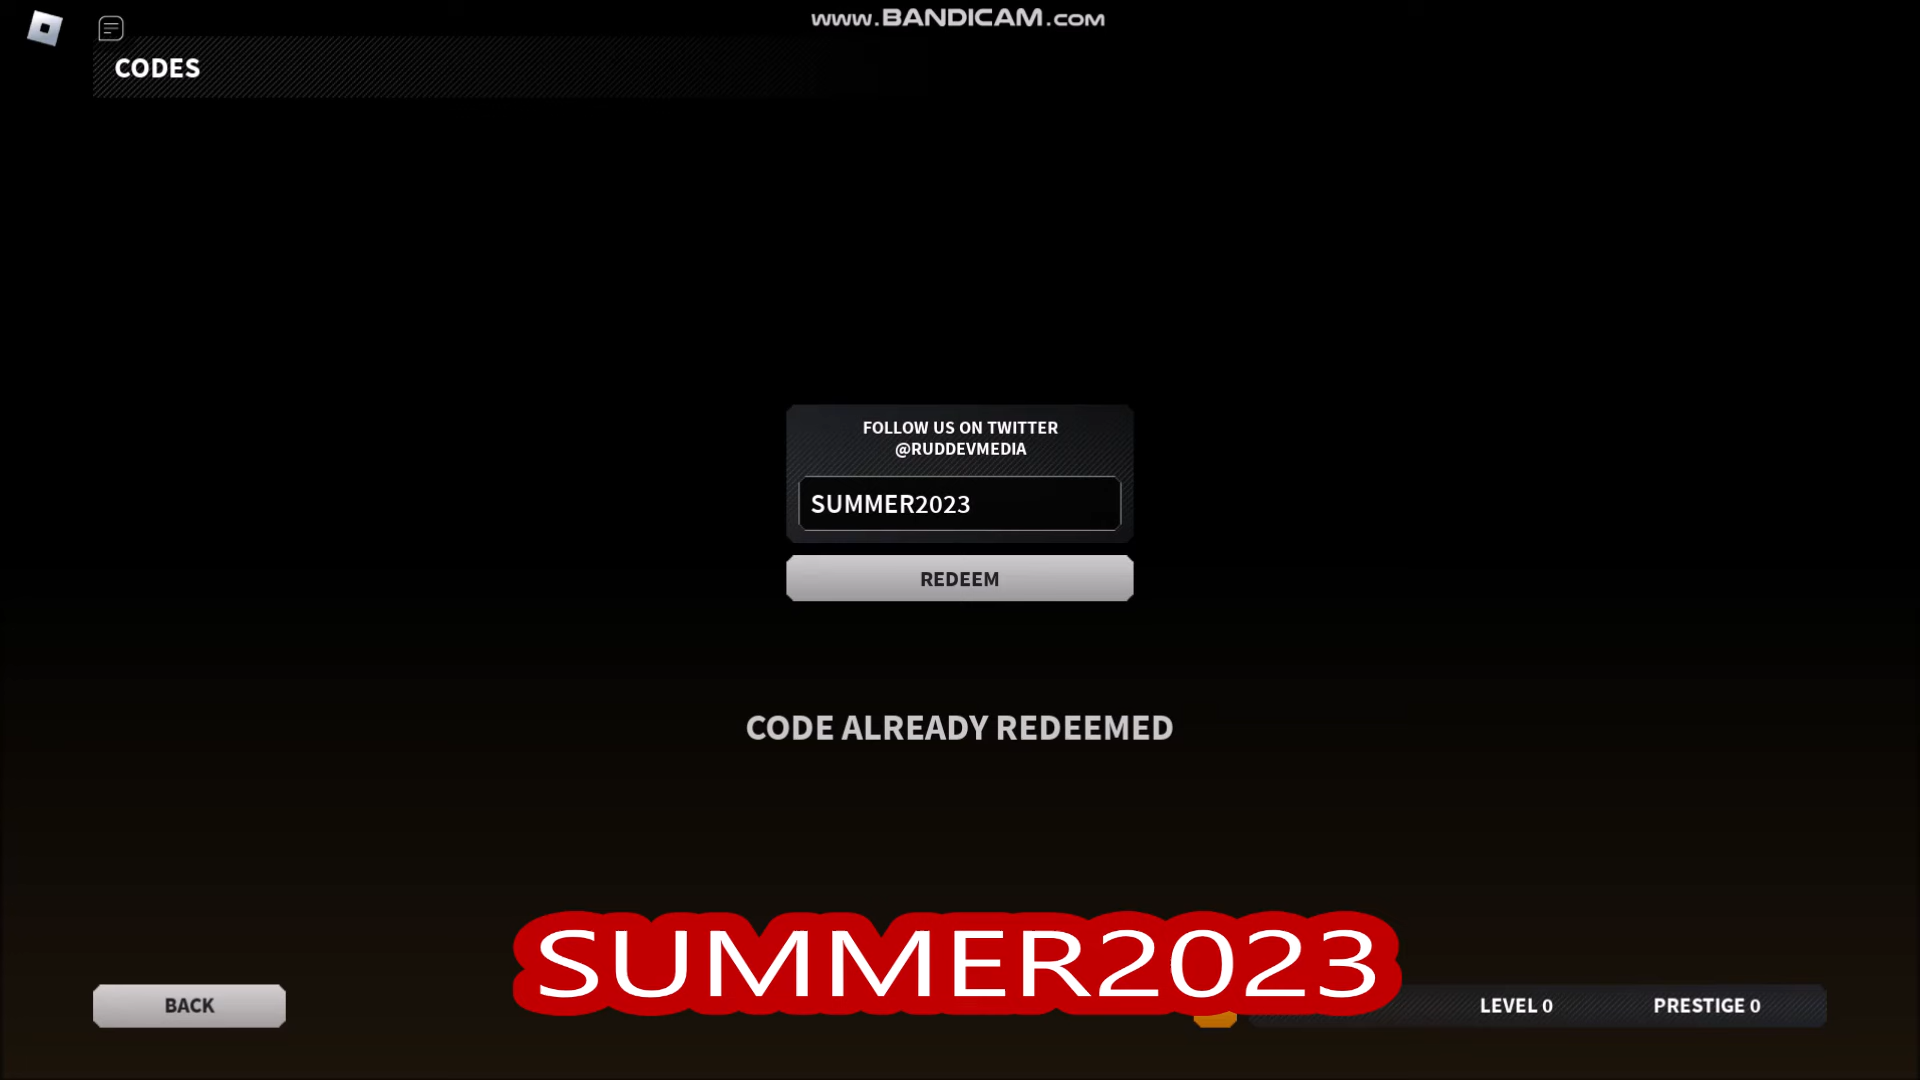 www.BANDICAM.com
CODES
FOLLOW US ON TWITTER
@RUDDEVMEDIA
SUMMER2023
REDEEM
CODE ALREADY REDEEMED
SUMMER2023
BACK
LEVEL 0
PRESTIGE 0